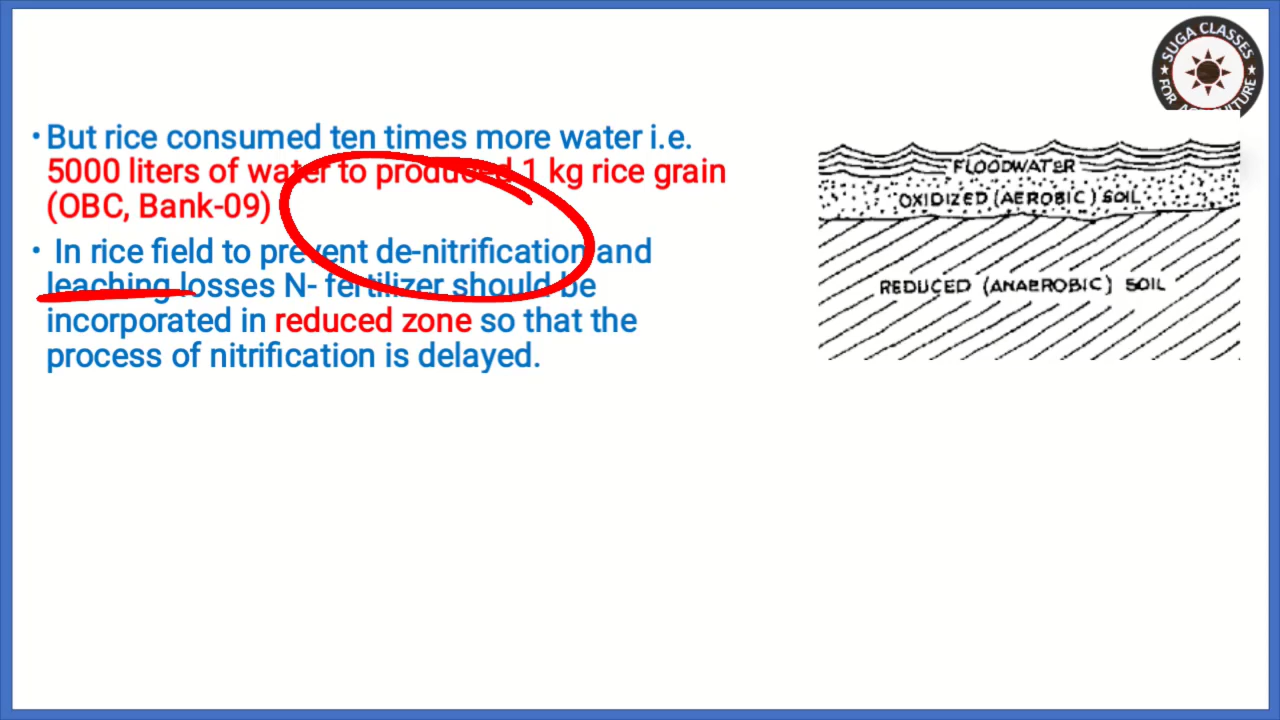 SUGA CLASSES
FOR AGRICULTURE
• But rice consumed ten times more water i.e.
5000 liters of water to produced 1 kg rice grain
(OBC, Bank-09)
• In rice field to prevent de-nitrification and
leaching losses N- fertilizer should be
incorporated in reduced zone so that the
process of nitrification is delayed.
FLOODWATER
OXIDIZED (AEROBIC) SOIL
REDUCED (ANAEROBIC) SOIL